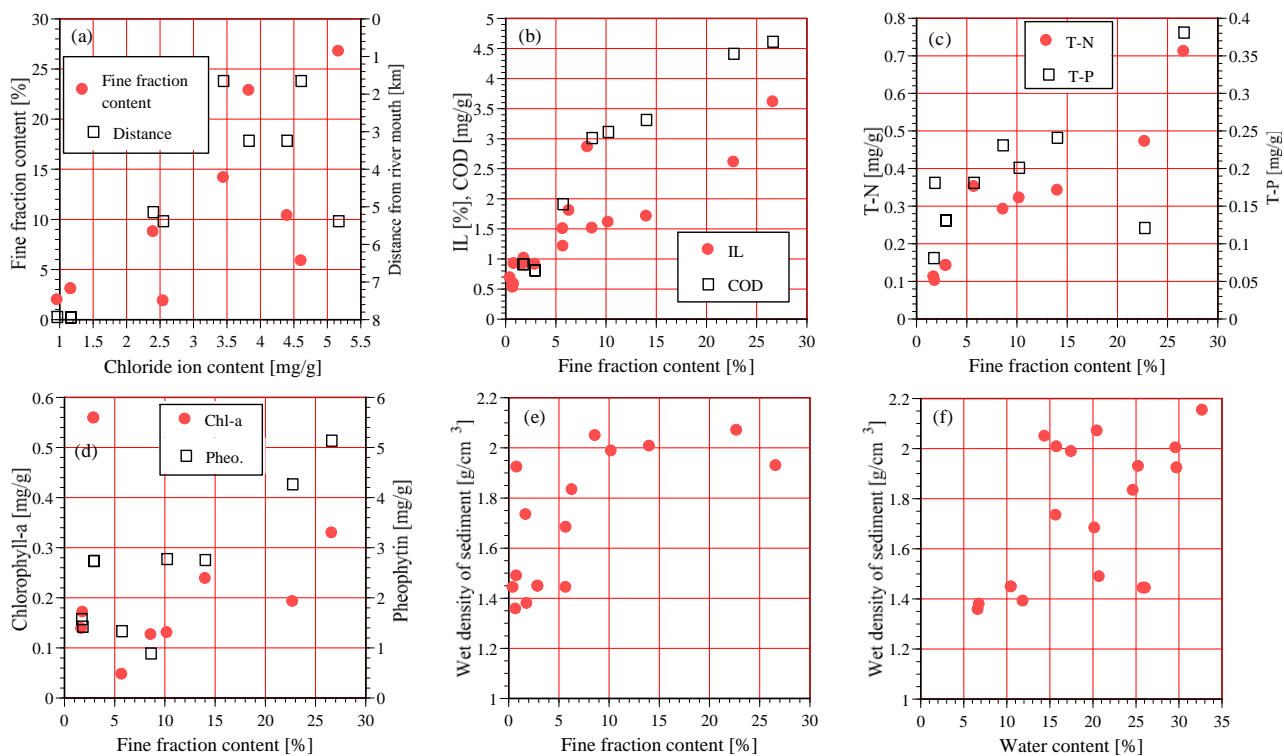 (a)
Fine fraction content
Distance
30
25
20
15
10
5
0
Fine fraction content [%]
0
1
2
3
4
5
6
7
8
Distance from river mouth [km]
1 1.5 2 2.5 3 3.5 4 4.5 5 5.5
Chloride ion content [mg/g]
(b)
IL
COD
5
4.5
4
3.5
3
2.5
2
1.5
1
0.5
0
IL [%], COD [mg/g]
0 5 10 15 20 25 30
Fine fraction content [%]
(c)
T-N
T-P
0.8
0.7
0.6
0.5
0.4
0.3
0.2
0.1
0
T-N [mg/g]
0.4
0.35
0.3
0.25
0.2
0.15
0.1
0.05
0
T-P [mg/g]
0 5 10 15 20 25 30
Fine fraction content [%]
(d)
Chl-a
Pheo.
0.6
0.5
0.4
0.3
0.2
0.1
0
Chlorophyll-a [mg/g]
6
5
4
3
2
1
0
Pheophytin [mg/g]
0 5 10 15 20 25 30
Fine fraction content [%]
(e)
2.2
2
1.8
1.6
1.4
1.2
1
Wet density of sediment [g/cm³]
0 5 10 15 20 25 30
Fine fraction content [%]
(f)
2.2
2
1.8
1.6
1.4
1.2
1
Wet density of sediment [g/cm³]
0 5 10 15 20 25 30 35
Water content [%]